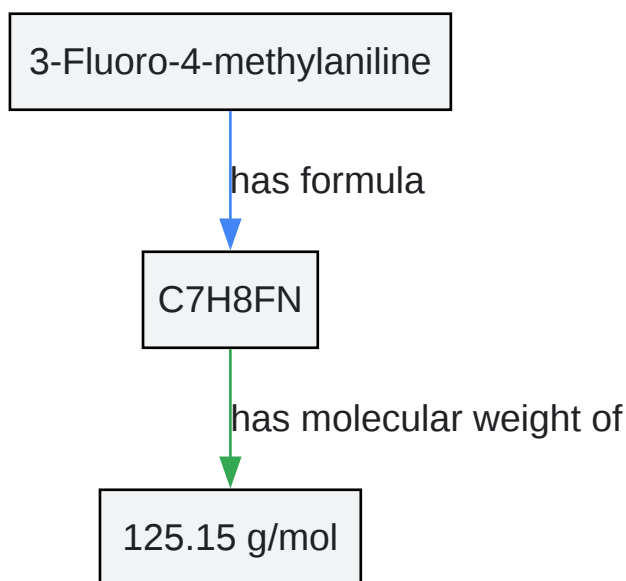 3-Fluoro-4-methylaniline
has formula
C7H8FN
has molecular weight of
125.15 g/mol